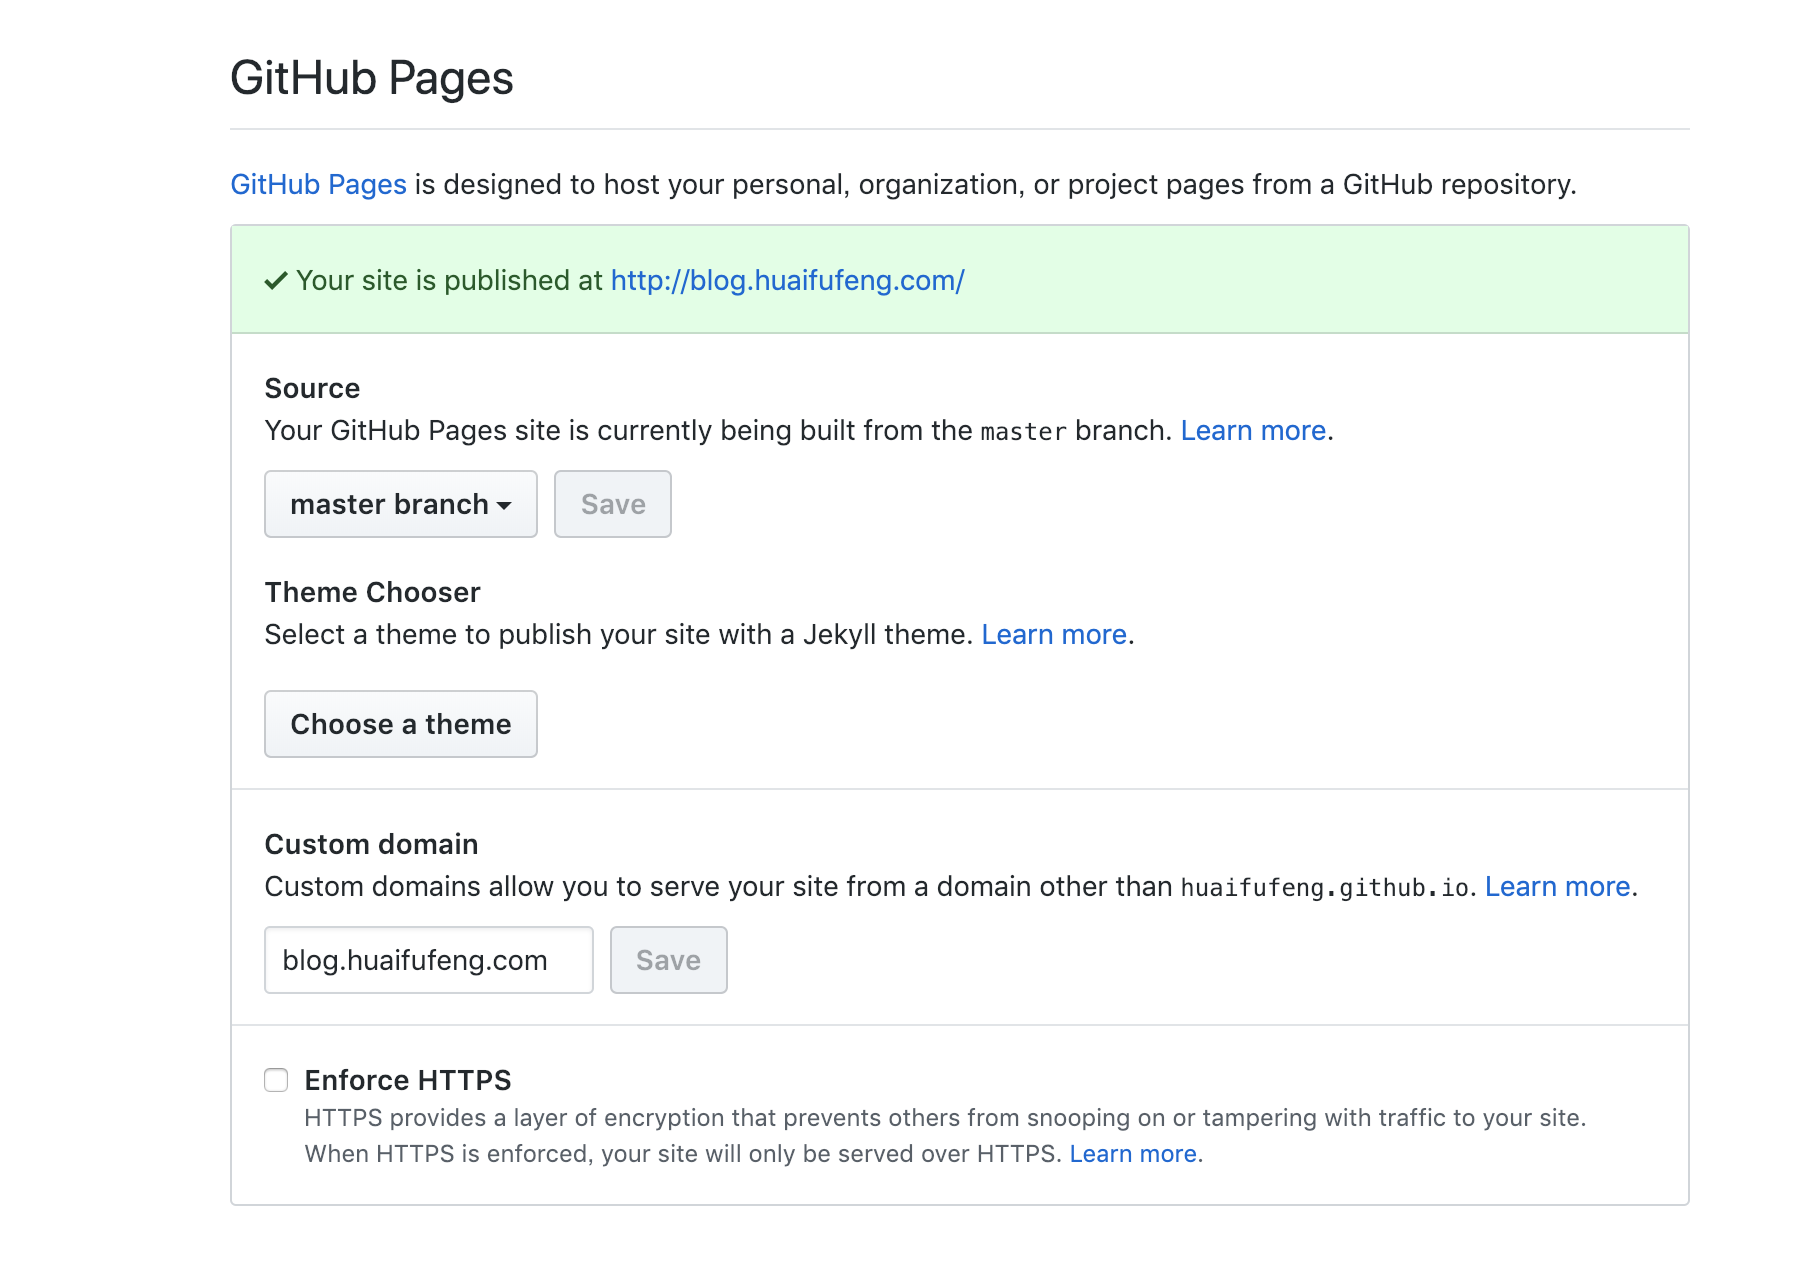 GitHub Pages
GitHub Pages is designed to host your personal, organization, or project pages from a GitHub repository.
✓ Your site is published at http://blog.huaifufeng.com/
Source
Your GitHub Pages site is currently being built from the master branch. Learn more.
master branch Save
Theme Chooser
Select a theme to publish your site with a Jekyll theme. Learn more.
Choose a theme
Custom domain
Custom domains allow you to serve your site from a domain other than huaifufeng.github.io. Learn more.
blog.huaifufeng.com Save
Enforce HTTPS
HTTPS provides a layer of encryption that prevents others from snooping on or tampering with traffic to your site.
When HTTPS is enforced, your site will only be served over HTTPS. Learn more.